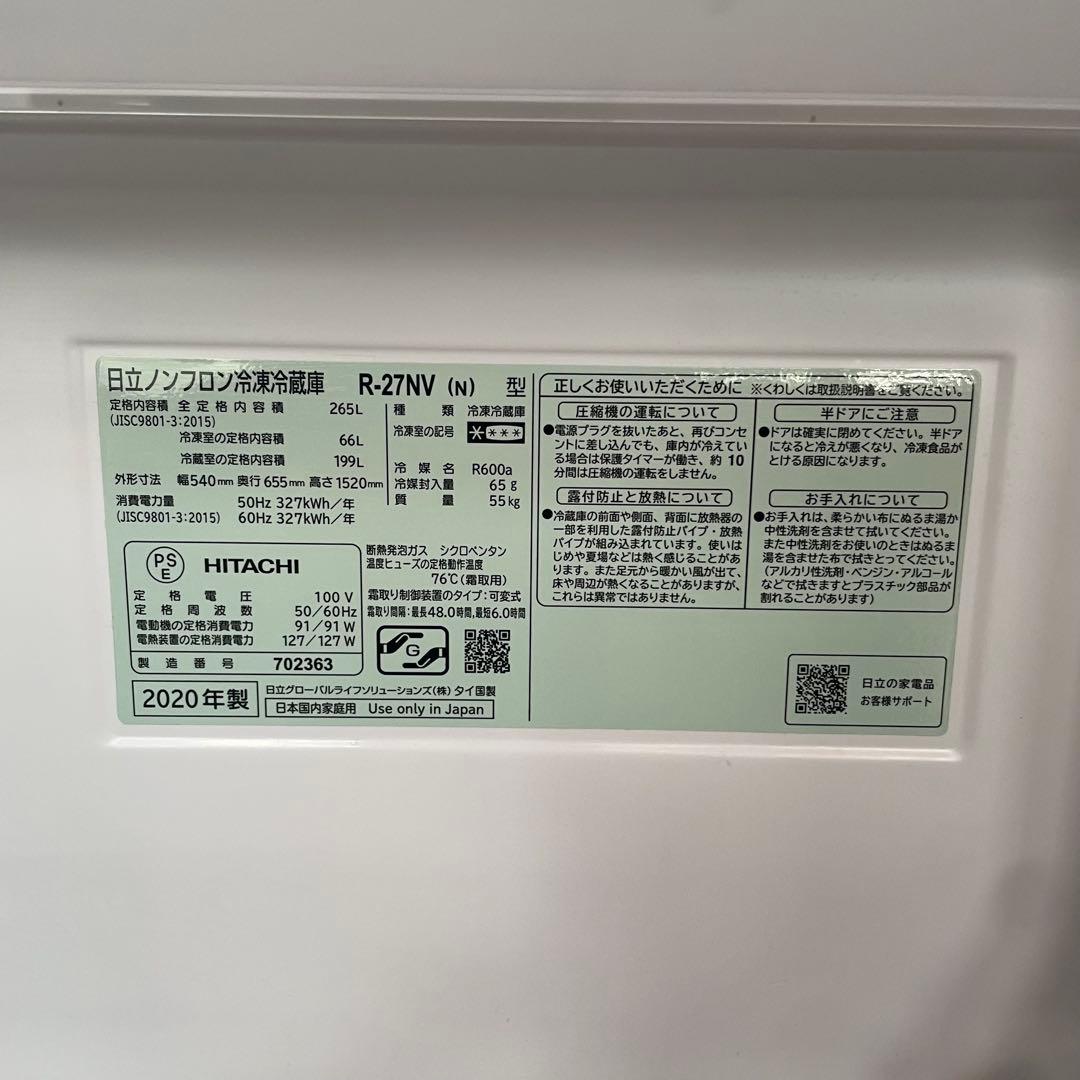 日立ノンフロン冷凍冷蔵庫 R-27NV (N) 型
定格内容積 全定格内容積 265L
(JISC9801-3:2015)
冷凍室の定格内容積 66L
冷蔵室の定格内容積 199L
外形寸法 幅540mm 奥行655mm 高さ1520mm
消費電力量 50Hz 327kWh/年
(JISC9801-3:2015) 60Hz 327kWh/年
種類 冷凍冷蔵庫
冷凍室の記号 ****
冷媒名 R600a
冷媒封入量 65g
質量 55kg
PSE HITACHI
定格電圧 100V
定格周波数 50/60Hz
電動機の定格消費電力 91/91W
電熱装置の定格消費電力 127/127W
製造番号 702363
断熱発泡ガス シクロペンタン
温度ヒューズの定格動作温度
76℃(霜取用)
霜取り制御装置のタイプ:可変式
霜取り間隔:最長48.0時間,最短6.0時間
G
2020年製
日立グローバルライフソリューションズ(株) タイ国製
日本国内家庭用 Use only in Japan
正しくお使いいただくために ※くわしくは取扱説明書をご覧ください。
圧縮機の運転について
●電源プラグを抜いたあと、再びコンセ
ントに差し込んでも、庫内が冷えてい
る場合は保護タイマーが働き、約10
分間は圧縮機の運転をしません。
露付防止と放熱について
●冷蔵庫の前面や側面、背面に放熱器の
一部を利用した露付防止パイプ・放熱
パイプが組み込まれています。使いは
じめや夏場などは熱く感じることがあ
ります。また足元から暖かい風が出て、
床や周辺が熱くなることがありますが、
これらは異常ではありません。
半ドアにご注意
●ドアは確実に閉めてください。半ドア
になると冷えが悪くなり、冷凍食品が
とける原因になります。
お手入れについて
●お手入れは、柔らかい布にぬるま湯か
中性洗剤を含ませて拭いてください。
また中性洗剤をお使いのときはぬるま
湯を含ませた布で拭きとってください。
(アルカリ性洗剤・ベンジン・アルコール
などで拭きますとプラスチック部品が
割れることがあります)
日立の家電品
お客様サポート